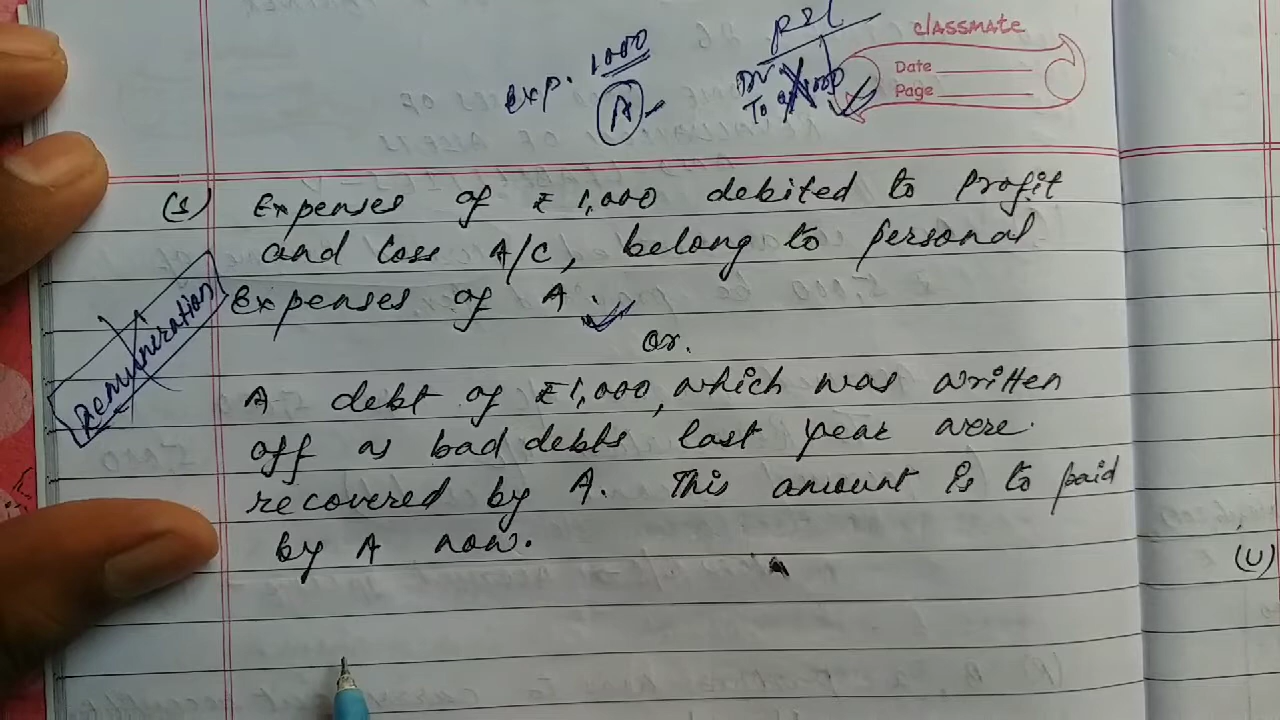 P&L
classmate
Exp. 1000
Dr
A
To
Date
Page
(s) Expenses of ₹1,000 debited to Profit
and loss A/C, belong to personal
Expenses of A.
Remuneration
or.
A debt of ₹1,000, which was written
off as bad debts last year were.
recovered by A. This amount is to paid
by A now.
(U)